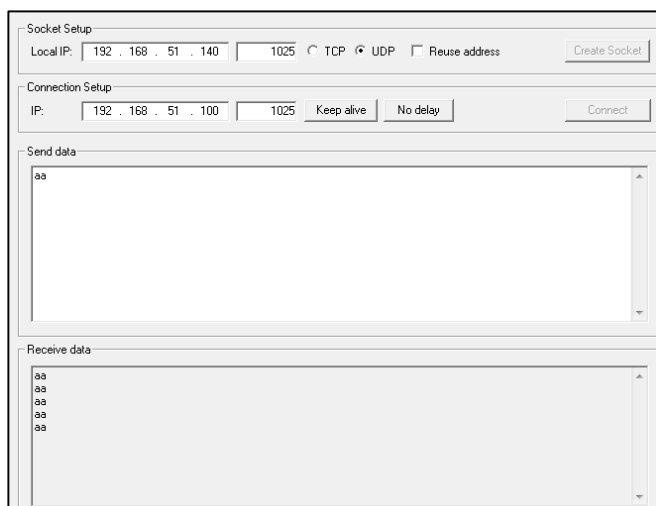 Socket Setup
Local IP: 192 . 168 . 51 . 140 1025 TCP UDP Reuse address Create Socket
Connection Setup
IP: 192 . 168 . 51 . 100 1025 Keep alive No delay Connect
Send data
aa
Receive data
aa
aa
aa
aa
aa